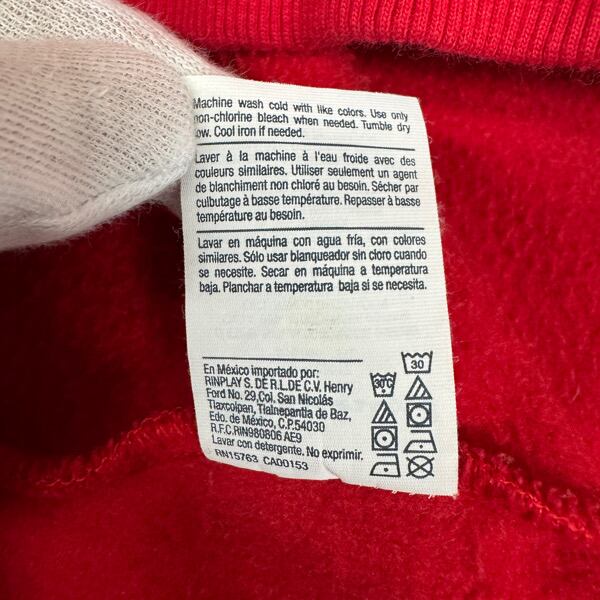 Machine wash cold with like colors. Use only
non-chlorine bleach when needed. Tumble dry
low. Cool iron if needed.
Laver à la machine à l'eau froide avec des
couleurs similaires. Utiliser seulement un agent
de blanchiment non chloré au besoin. Sécher par
culbutage à basse température. Repasser à basse
température au besoin.
Lavar en máquina con agua fría, con colores
similares. Sólo usar blanqueador sin cloro cuando
se necesite. Secar en máquina a temperatura
baja. Planchar a temperatura baja si se necesita.
En México importado por:
RINPLAY S. DE R.L.DE C.V. Henry
Ford No. 29,Col. San Nicolás
Tlaxcolpan, Tlalnepantla de Baz,
Edo. de México, C.P.54030
R.F.C.RIN980806 AE9
Lavar con detergente. No exprimir.
RN15763 CA00153
30°C
30